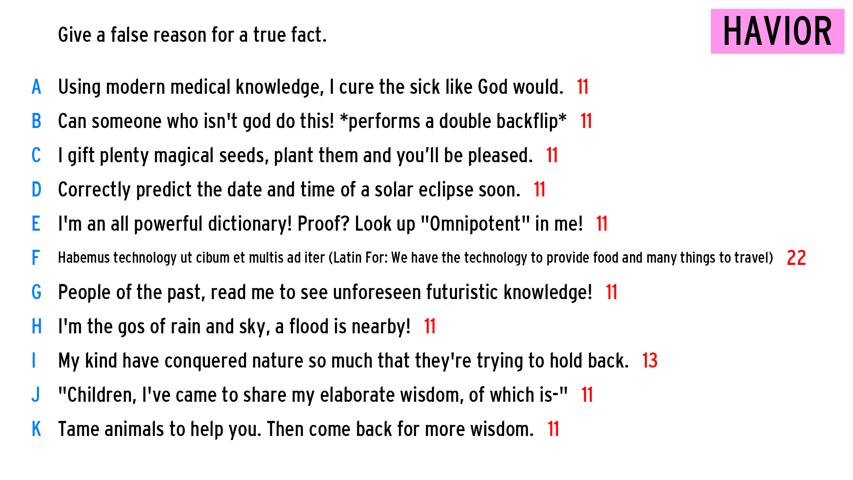 Give a false reason for a true fact.
HAVIOR
A Using modern medical knowledge, I cure the sick like God would. 11
B Can someone who isn't god do this! *performs a double backflip* 11
C I gift plenty magical seeds, plant them and you’ll be pleased. 11
D Correctly predict the date and time of a solar eclipse soon. 11
E I'm an all powerful dictionary! Proof? Look up "Omnipotent" in me! 11
F Habemus technology ut cibum et multis ad iter (Latin For: We have the technology to provide food and many things to travel) 22
G People of the past, read me to see unforeseen futuristic knowledge! 11
H I'm the gos of rain and sky, a flood is nearby! 11
I My kind have conquered nature so much that they're trying to hold back. 13
J "Children, I've came to share my elaborate wisdom, of which is-" 11
K Tame animals to help you. Then come back for more wisdom. 11